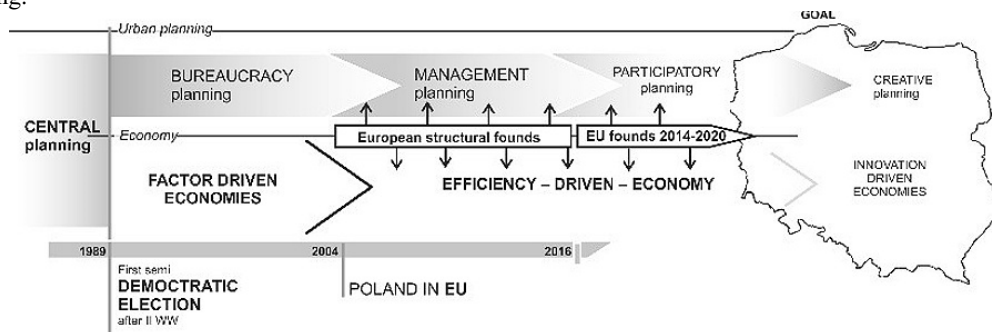 ng.
GOAL
Urban planning
BUREAUCRACY
planning
MANAGEMENT
planning
PARTICIPATORY
planning
CREATIVE
planning
CENTRAL
planning
Economy
European structural founds
EU founds 2014-2020
FACTOR DRIVEN
ECONOMIES
EFFICIENCY – DRIVEN – ECONOMY
INNOVATION
DRIVEN
ECONOMIES
1989
2004
2016
First semi
DEMOCTRATIC
ELECTION
after II WW
POLAND IN EU